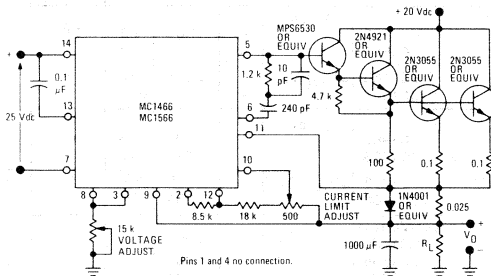 + 20 Vdc
MPS6530
OR
EQUIV
2N4921
OR
EQUIV
2N3055
OR
EQUIV
2N3055
OR
EQUIV
+
14
0.1
μF
25 Vdc
13
7
MC1466
MC1566
5
1.2 k
10
pF
6
240 pF
11
10
4.7 k
100
0.1
0.1
8
3
9
2
12
8.5 k
18 k
500
CURRENT
LIMIT
ADJUST
1N4001
OR
EQUIV
0.025
+
VO
−
15 k
VOLTAGE
ADJUST.
1000 μF
RL
Pins 1 and 4 no connection.